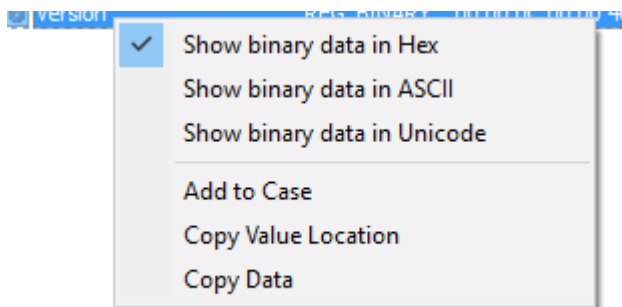 Version REG_BINARY
Show binary data in Hex
Show binary data in ASCII
Show binary data in Unicode
Add to Case
Copy Value Location
Copy Data